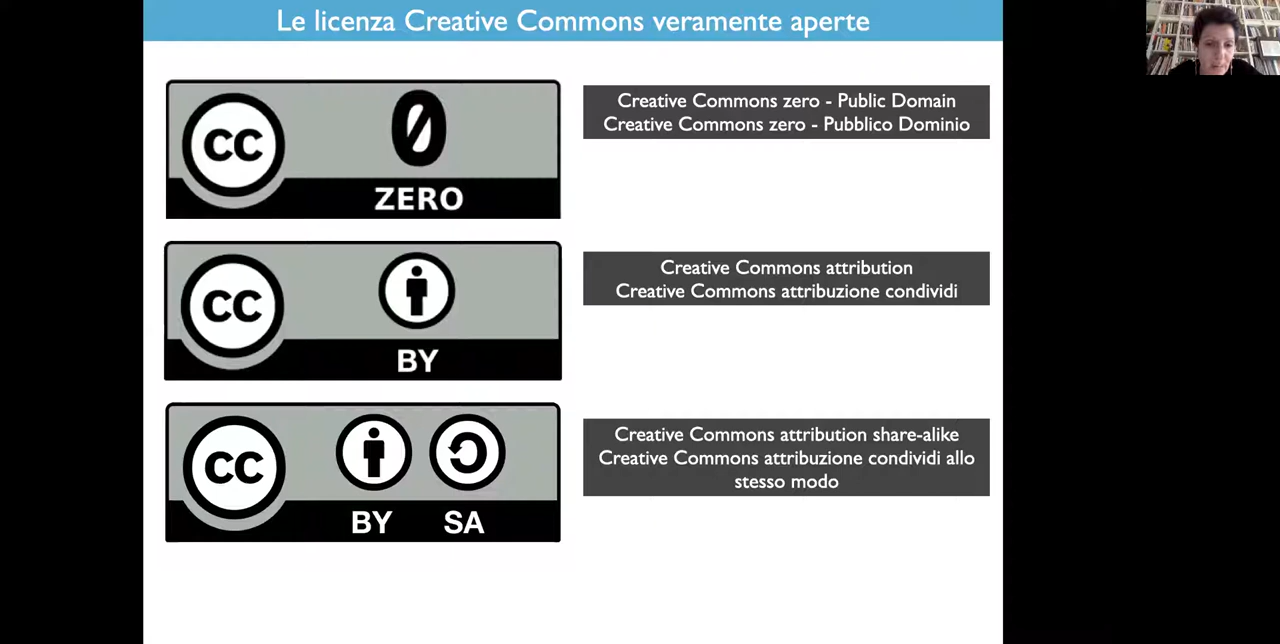 Le licenza Creative Commons veramente aperte
cc
0
ZERO
Creative Commons zero - Public Domain
Creative Commons zero - Pubblico Dominio
cc
BY
Creative Commons attribution
Creative Commons attribuzione condividi
cc
BY SA
Creative Commons attribution share-alike
Creative Commons attribuzione condividi allo
stesso modo